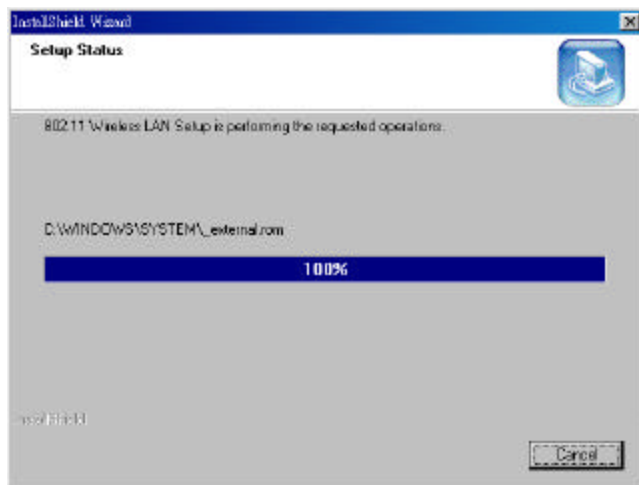 InstallShield Wizard
Setup Status
802.11 Wireless LAN Setup is performing the requested operations.
C:\WINDOWS\SYSTEM\_external.rom
100%
InstallShield
Cancel